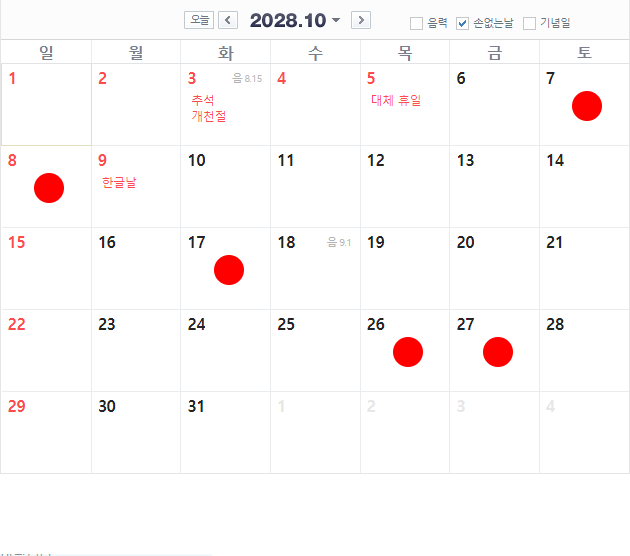 오늘 2028.10 음력 손없는날 기념일
일 월 화 수 목 금 토
1 2 3 음 8.15 4 5 6 7
추석 대체 휴일
개천절
8 9 10 11 12 13 14
한글날
15 16 17 18 음 9.1 19 20 21
22 23 24 25 26 27 28
29 30 31 1 2 3 4